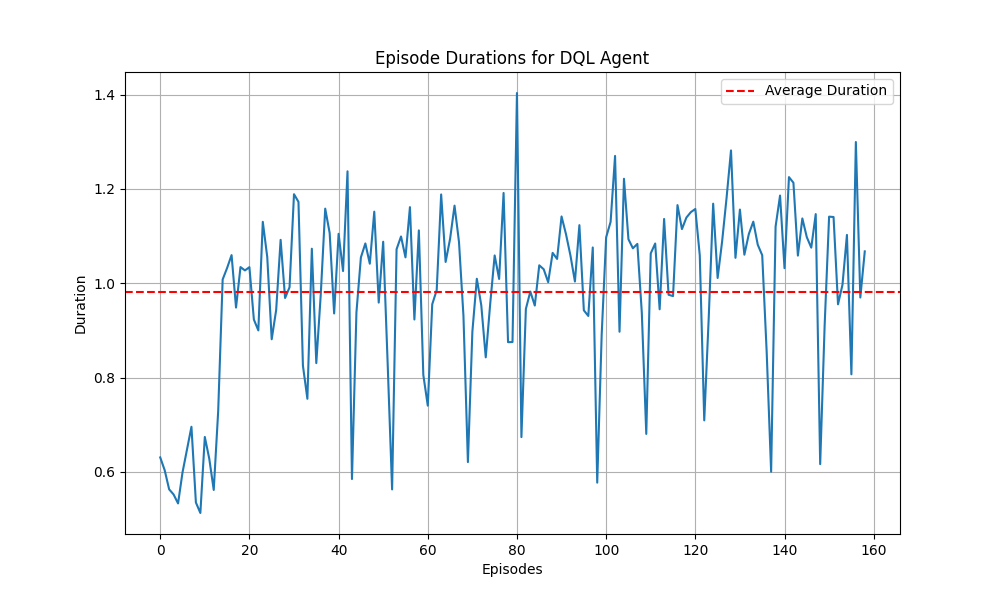 Episode Durations for DQL Agent
Average Duration
1.4
1.2
1.0
0.8
0.6
Duration
0 20 40 60 80 100 120 140 160
Episodes